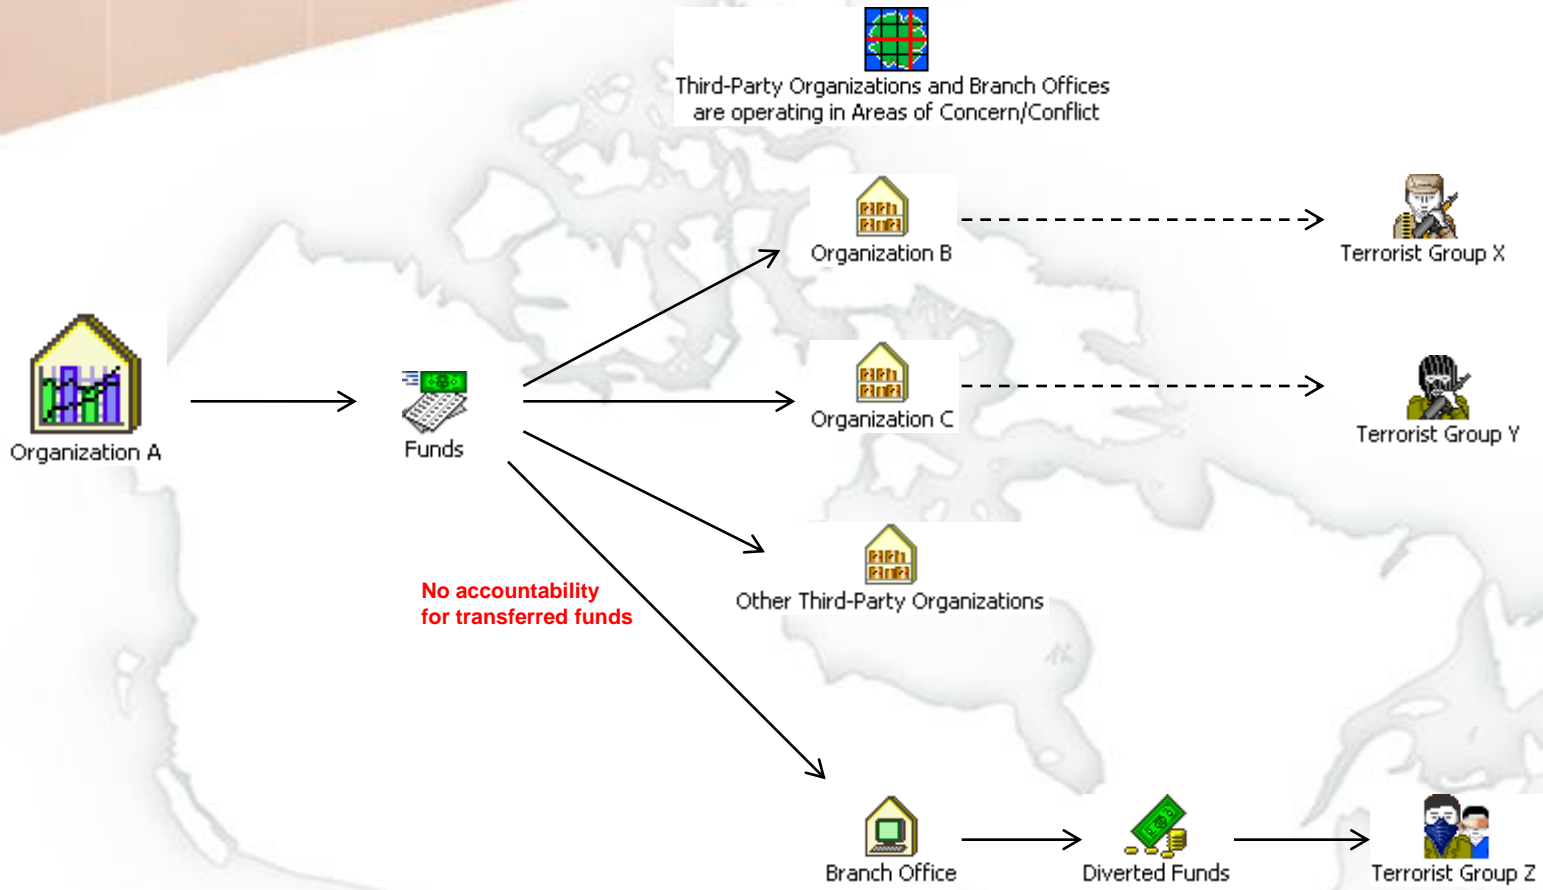 Third-Party Organizations and Branch Offices
are operating in Areas of Concern/Conflict
Organization B
Terrorist Group X
Organization A
Funds
Organization C
Terrorist Group Y
No accountability
for transferred funds
Other Third-Party Organizations
Branch Office
Diverted Funds
Terrorist Group Z